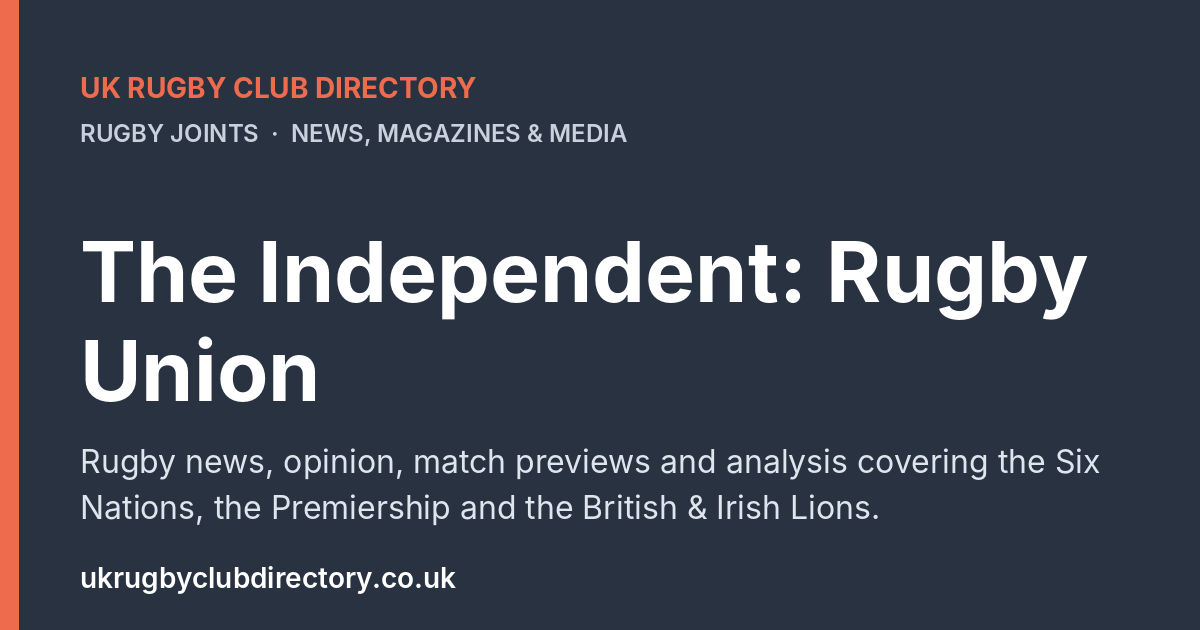 UK RUGBY CLUB DIRECTORY
RUGBY JOINTS · NEWS, MAGAZINES & MEDIA
The Independent: Rugby
Union
Rugby news, opinion, match previews and analysis covering the Six
Nations, the Premiership and the British & Irish Lions.
ukrugbyclubdirectory.co.uk